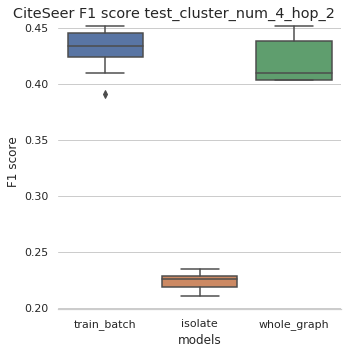 CiteSeer F1 score test_cluster_num_4_hop_2
0.45
0.40
0.35
0.30
0.25
0.20
F1 score
train_batch
isolate
whole_graph
models